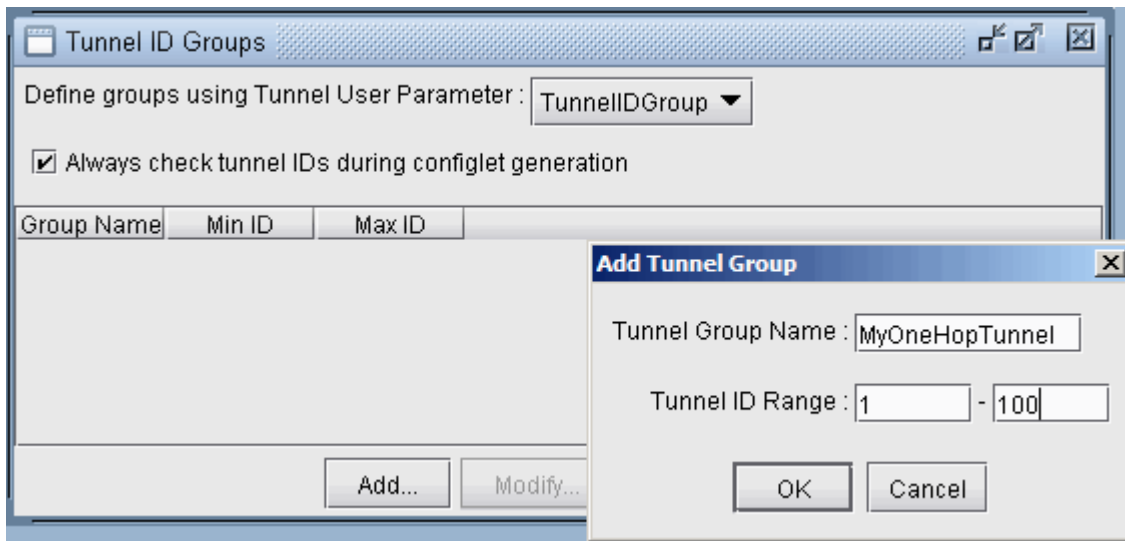 Tunnel ID Groups
Define groups using Tunnel User Parameter : TunnelIDGroup
Always check tunnel IDs during configlet generation
Group Name Min ID Max ID
Add Tunnel Group
Tunnel Group Name : MyOneHopTunnel
Tunnel ID Range : 1 - 100
Add... Modify...
OK Cancel